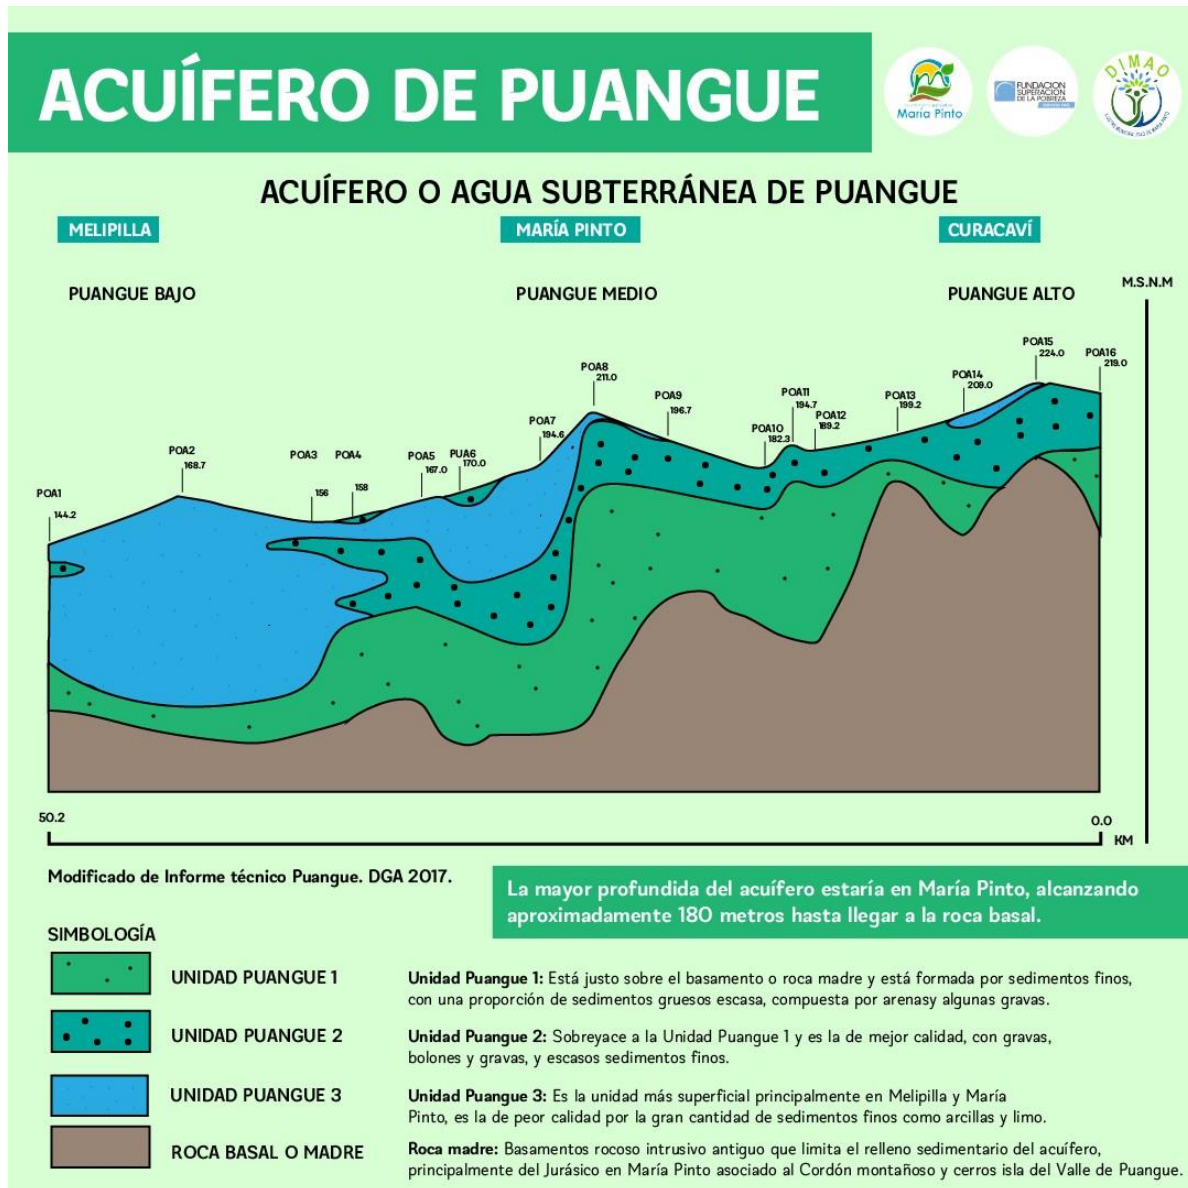 ACUÍFERO DE PUANGUE
María Pinto
FUNDACION
SUPERACION
DE LA POBREZA
DIMAO
ACUÍFERO O AGUA SUBTERRÁNEA DE PUANGUE
MELIPILLA
MARÍA PINTO
CURACAVÍ
PUANGUE BAJO
PUANGUE MEDIO
PUANGUE ALTO
M.S.N.M
POA1
144.2
POA2
168.7
POA3
156
POA4
158
POA5
167.0
PUA6
170.0
POA7
194.6
POA8
211.0
POA9
196.7
POA10
182.3
POA11
194.7
POA12
189.2
POA13
199.2
POA14
209.0
POA15
224.0
POA16
219.0
50.2
0.0
KM
Modificado de Informe técnico Puangue. DGA 2017.
La mayor profundida del acuífero estaría en María Pinto, alcanzando
aproximadamente 180 metros hasta llegar a la roca basal.
SIMBOLOGÍA
UNIDAD PUANGUE 1
Unidad Puangue 1: Está justo sobre el basamento o roca madre y está formada por sedimentos finos,
con una proporción de sedimentos gruesos escasa, compuesta por arenasy algunas gravas.
UNIDAD PUANGUE 2
Unidad Puangue 2: Sobreyace a la Unidad Puangue 1 y es la de mejor calidad, con gravas,
bolones y gravas, y escasos sedimentos finos.
UNIDAD PUANGUE 3
Unidad Puangue 3: Es la unidad más superficial principalmente en Melipilla y María
Pinto, es la de peor calidad por la gran cantidad de sedimentos finos como arcillas y limo.
ROCA BASAL O MADRE
Roca madre: Basamentos rocoso intrusivo antiguo que limita el relleno sedimentario del acuífero,
principalmente del Jurásico en María Pinto asociado al Cordón montañoso y cerros isla del Valle de Puangue.